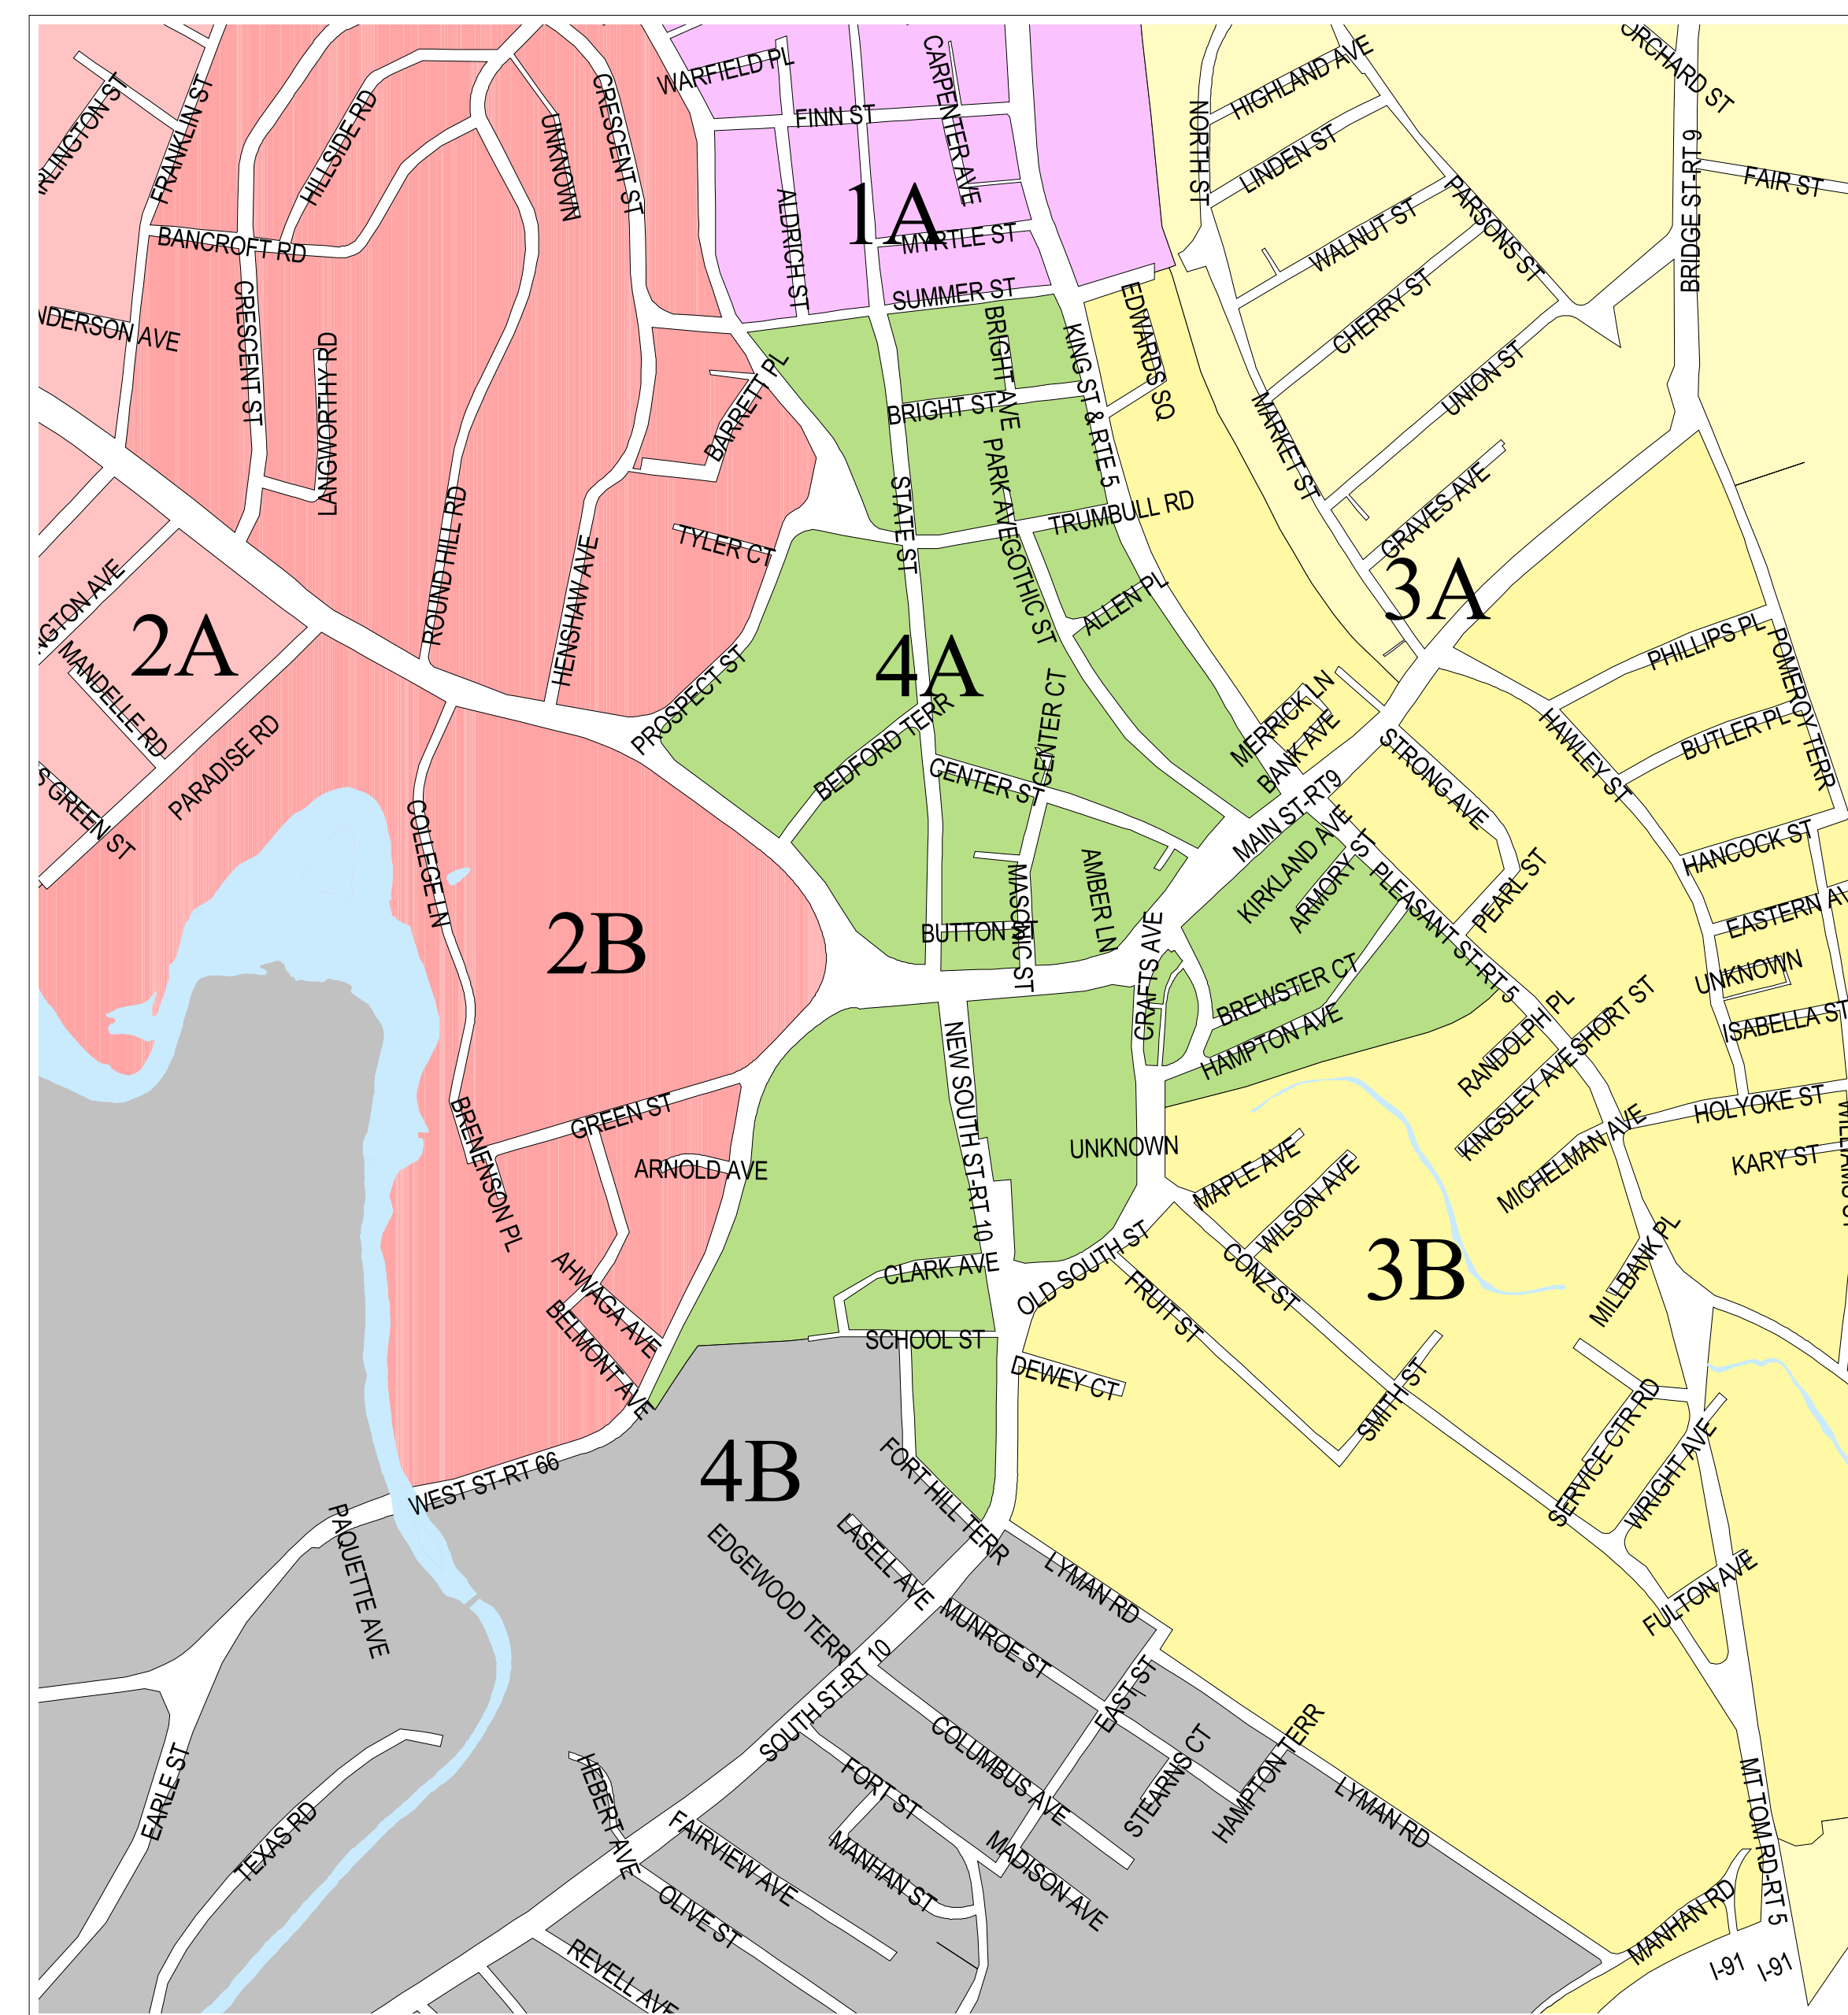 ORCHARD ST
WARFIELD PL
CARPENTER AVE
HIGHLAND AVE
FRANKLIN ST
HILLSIDE RD
UNKNOWN
CRESCENT ST
FINN ST
NORTH ST
LINDEN ST
BRIDGE ST-RT 9
FAIR ST
1A
ALDRICH ST
MYRTLE ST
WALNUT ST
PARSONS ST
BANCROFT RD
SUMMER ST
CHERRY ST
CRESCENT ST
LANGWORTHY RD
BRIGHT AVE
EDWARDS SQ
KING ST & RTE 5
BARRETT PL
BRIGHT ST
UNION ST
MARKET ST
PARK AVE
STATE ST
TRUMBULL RD
GRAVES AVE
ROUND HILL RD
TYLER CT
HENSHAW AVE
GOTHIC ST
ALLEN PL
3A
2A
4A
MANDELLE RD
PARADISE RD
PROSPECT ST
BEDFORD TERR
CENTER CT
CENTER ST
MERRICK LN
BANK AVE
PHILLIPS PL
POMEROY TERR
BUTLER PL
HAWLEY ST
STRONG AVE
MAIN ST-RT9
S GREEN ST
COLLEGE LN
KIRKLAND AVE
ARMORY ST
HANCOCK ST
PEARL ST
PLEASANT ST-RT 5
MASONIC ST
AMBER LN
2B
BUTTON ST
CRAFTS AVE
EASTERN AV
UNKNOWN
BREWSTER CT
HAMPTON AVE
RANDOLPH PL
SHORT ST
ISABELLA ST
KINGSLEY AVE
NEW SOUTH ST-RT 10
GREEN ST
BRENENSON PL
ARNOLD AVE
UNKNOWN
MAPLE AVE
WILSON AVE
MICHELMAN AVE
HOLYOKE ST
KARY ST
WILLIAMS ST
AHWAGA AVE
BELMONT AVE
CLARK AVE
OLD SOUTH ST
CONZ ST
3B
MILLBANK PL
FRUIT ST
SCHOOL ST
DEWEY CT
SMITH ST
SERVICE CTR RD
WRIGHT AVE
WEST ST-RT 66
4B
FORT HILL TERR
PAQUETTE AVE
LASELL AVE
EDGEWOOD TERR
LYMAN RD
FULTON AVE
MUNROE ST
SOUTH ST-RT 10
EAST ST
COLUMBUS AVE
STEARNS CT
HAMPTON TERR
EARLE ST
TEXAS RD
HEBERT AVE
FORT ST
FAIRVIEW AVE
MANHAN ST
MADISON AVE
LYMAN RD
MT TOM RD-RT 5
OLIVE ST
REVELL AVE
MANHAN RD
I-91
I-91